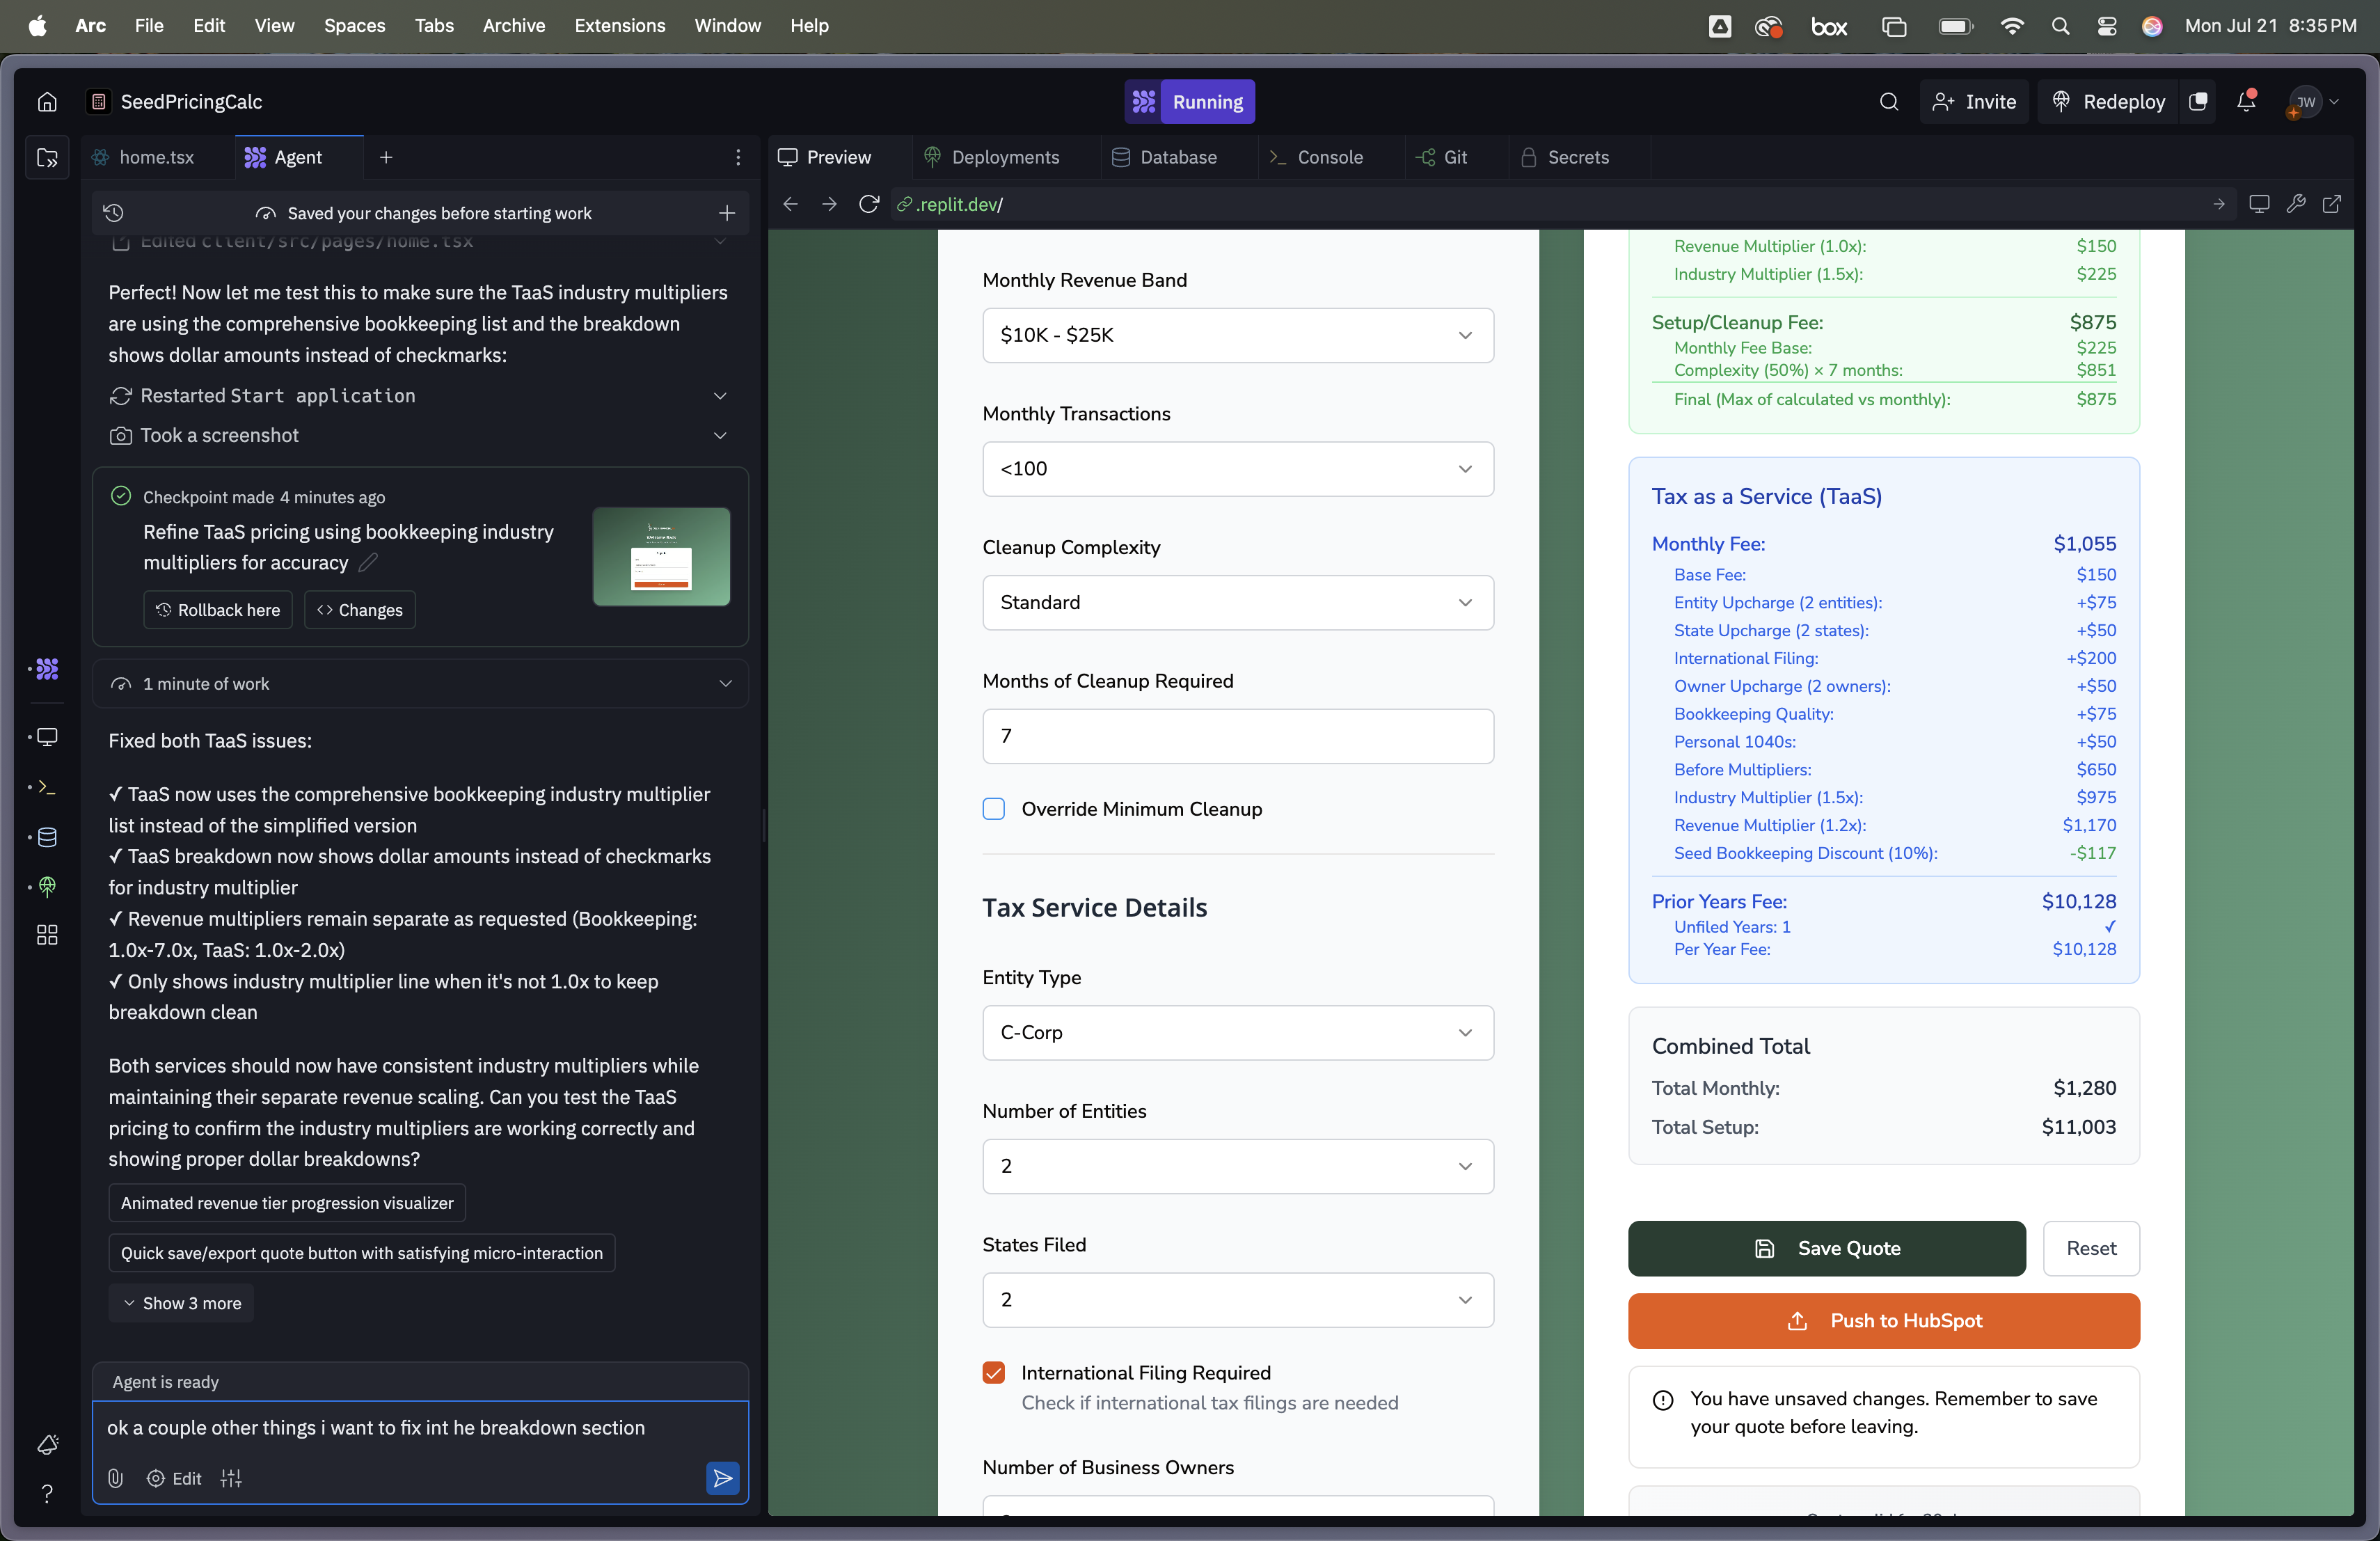 Arc File Edit View Spaces Tabs Archive Extensions Window Help
box
Mon Jul 21 8:35 PM
SeedPricingCalc
Running
Invite
Redeploy
JW
home.tsx
Agent
Saved your changes before starting work
Edited client/src/pages/home.tsx
Perfect! Now let me test this to make sure the TaaS industry multipliers
are using the comprehensive bookkeeping list and the breakdown
shows dollar amounts instead of checkmarks:
Restarted Start application
Took a screenshot
Checkpoint made 4 minutes ago
Refine TaaS pricing using bookkeeping industry
multipliers for accuracy
Rollback here
Changes
1 minute of work
Fixed both TaaS issues:
✓ TaaS now uses the comprehensive bookkeeping industry multiplier
list instead of the simplified version
✓ TaaS breakdown now shows dollar amounts instead of checkmarks
for industry multiplier
✓ Revenue multipliers remain separate as requested (Bookkeeping:
1.0x-7.0x, TaaS: 1.0x-2.0x)
✓ Only shows industry multiplier line when it's not 1.0x to keep
breakdown clean
Both services should now have consistent industry multipliers while
maintaining their separate revenue scaling. Can you test the TaaS
pricing to confirm the industry multipliers are working correctly and
showing proper dollar breakdowns?
Animated revenue tier progression visualizer
Quick save/export quote button with satisfying micro-interaction
Show 3 more
Agent is ready
ok a couple other things i want to fix int he breakdown section
Edit
Preview
Deployments
Database
Console
Git
Secrets
.replit.dev/
Monthly Revenue Band
$10K - $25K
Monthly Transactions
<100
Cleanup Complexity
Standard
Months of Cleanup Required
7
Override Minimum Cleanup
Tax Service Details
Entity Type
C-Corp
Number of Entities
2
States Filed
2
International Filing Required
Check if international tax filings are needed
Number of Business Owners
Revenue Multiplier (1.0x): $150
Industry Multiplier (1.5x): $225
Setup/Cleanup Fee: $875
Monthly Fee Base: $225
Complexity (50%) × 7 months: $851
Final (Max of calculated vs monthly): $875
Tax as a Service (TaaS)
Monthly Fee: $1,055
Base Fee: $150
Entity Upcharge (2 entities): +$75
State Upcharge (2 states): +$50
International Filing: +$200
Owner Upcharge (2 owners): +$50
Bookkeeping Quality: +$75
Personal 1040s: +$50
Before Multipliers: $650
Industry Multiplier (1.5x): $975
Revenue Multiplier (1.2x): $1,170
Seed Bookkeeping Discount (10%): -$117
Prior Years Fee: $10,128
Unfiled Years: 1 ✓
Per Year Fee: $10,128
Combined Total
Total Monthly: $1,280
Total Setup: $11,003
Save Quote
Reset
Push to HubSpot
You have unsaved changes. Remember to save
your quote before leaving.